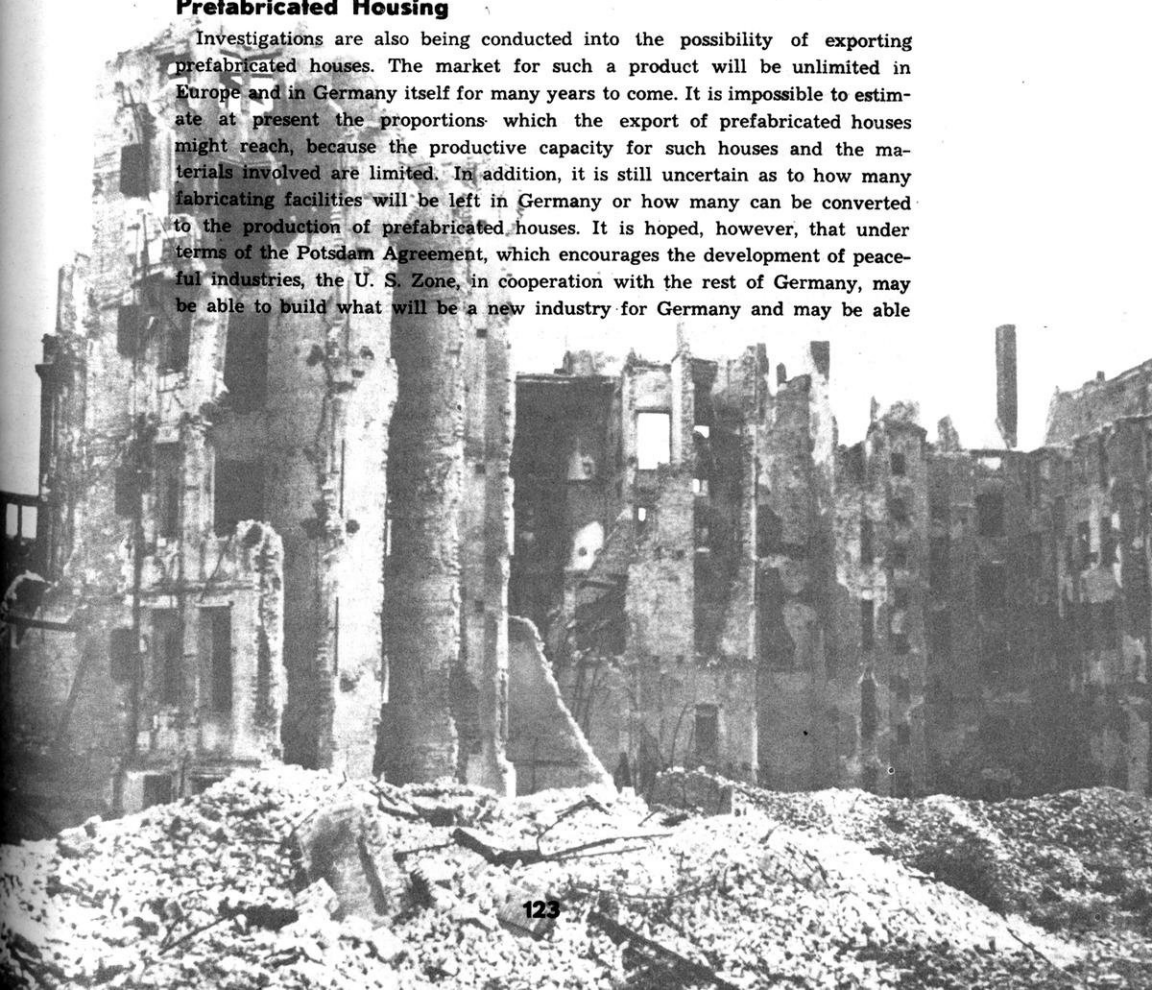 Prefabricated Housing
Investigations are also being conducted into the possibility of exporting
prefabricated houses. The market for such a product will be unlimited in
Europe and in Germany itself for many years to come. It is impossible to estim-
ate at present the proportions which the export of prefabricated houses
might reach, because the productive capacity for such houses and the ma-
terials involved are limited. In addition, it is still uncertain as to how many
fabricating facilities will be left in Germany or how many can be converted
to the production of prefabricated houses. It is hoped, however, that under
terms of the Potsdam Agreement, which encourages the development of peace-
ful industries, the U. S. Zone, in cooperation with the rest of Germany, may
be able to build what will be a new industry for Germany and may be able
123